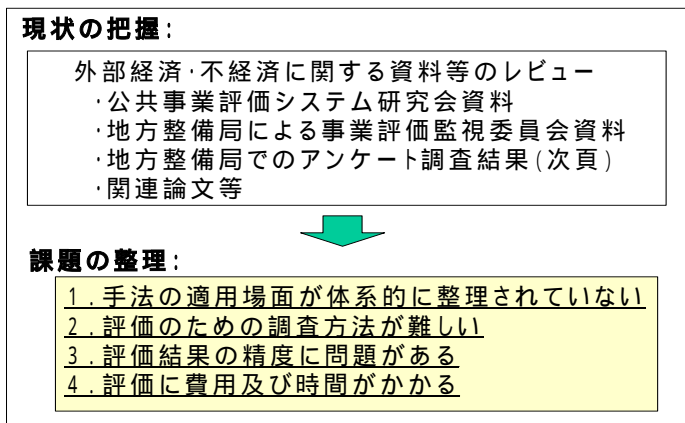 現状の把握:
外部経済・不経済に関する資料等のレビュー
・公共事業評価システム研究会資料
・地方整備局による事業評価監視委員会資料
・地方整備局でのアンケート調査結果(次頁)
・関連論文等
課題の整理:
1.手法の適用場面が体系的に整理されていない
2.評価のための調査方法が難しい
3.評価結果の精度に問題がある
4.評価に費用及び時間がかかる